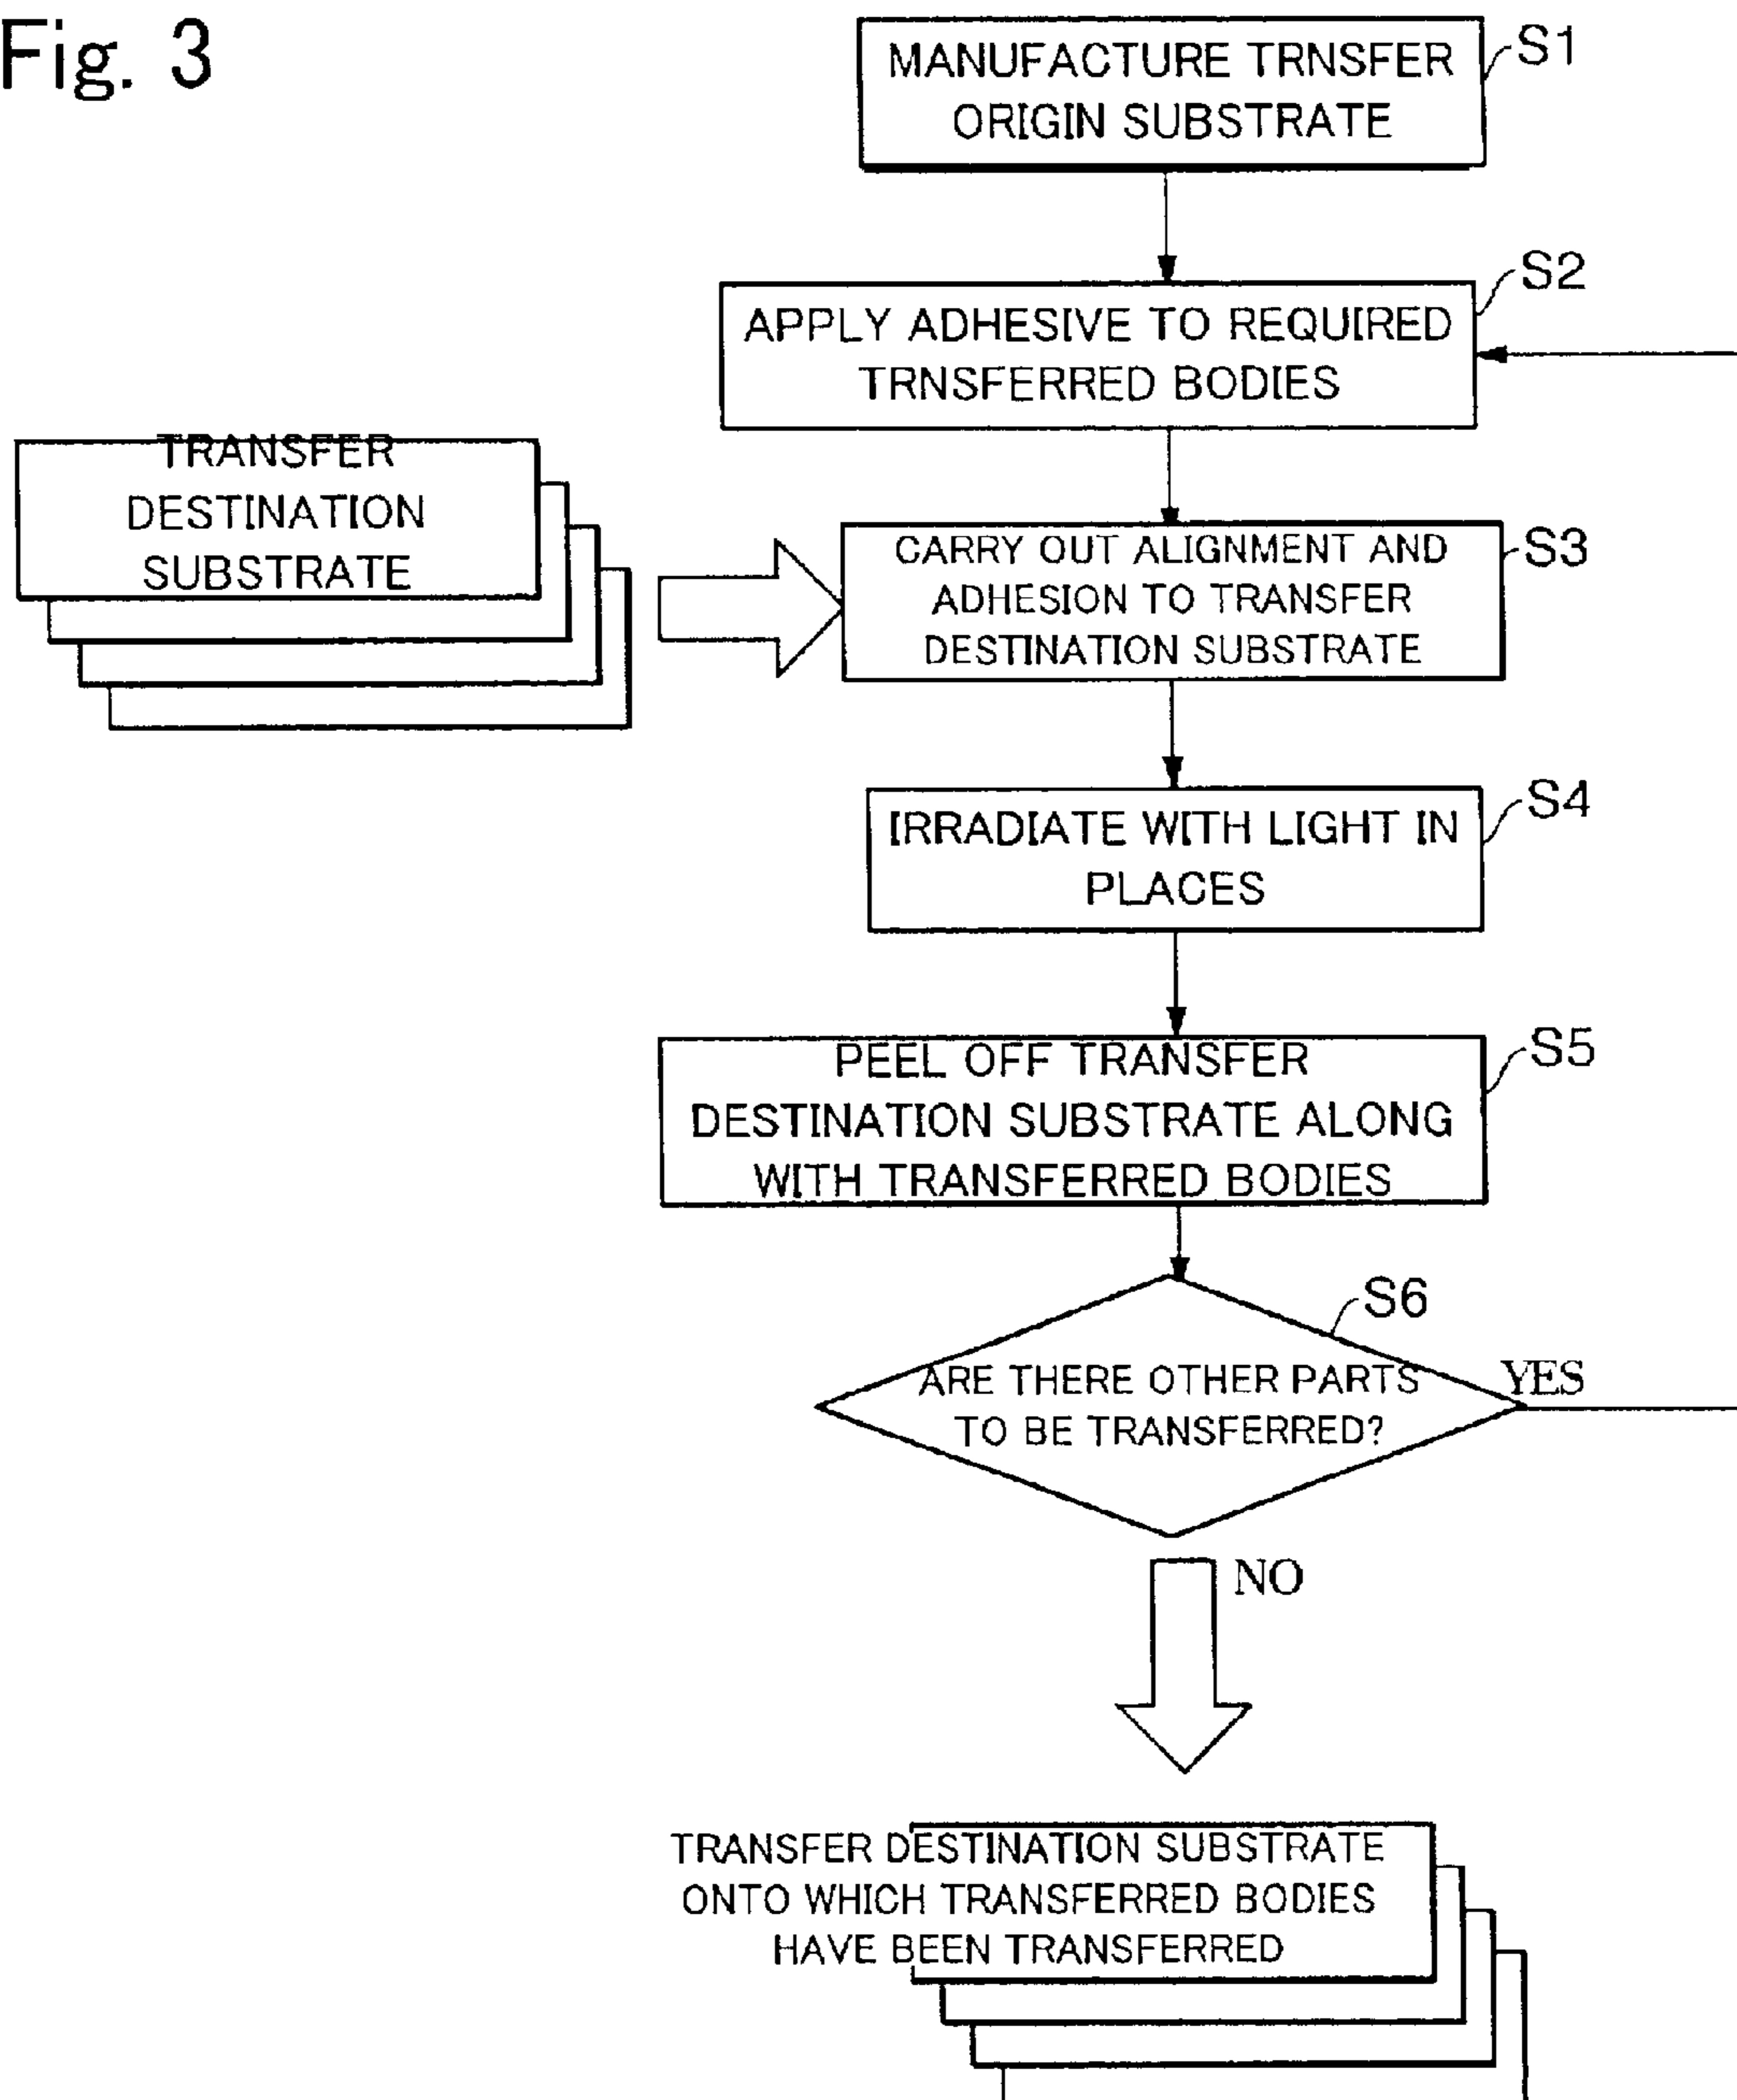 Fig. 3
MANUFACTURE TRNSFER
ORIGIN SUBSTRATE
S1
S2
APPLY ADHESIVE TO REQUIRED
TRNSFERRED BODIES
TRANSFER
DESTINATION
SUBSTRATE
CARRY OUT ALIGNMENT AND
ADHESION TO TRANSFER
DESTINATION SUBSTRATE
S3
IRRADIATE WITH LIGHT IN
PLACES
S4
PEEL OFF TRANSFER
DESTINATION SUBSTRATE ALONG
WITH TRANSFERRED BODIES
S5
S6
ARE THERE OTHER PARTS
TO BE TRANSFERRED?
YES
NO
TRANSFER DESTINATION SUBSTRATE
ONTO WHICH TRANSFERRED BODIES
HAVE BEEN TRANSFERRED